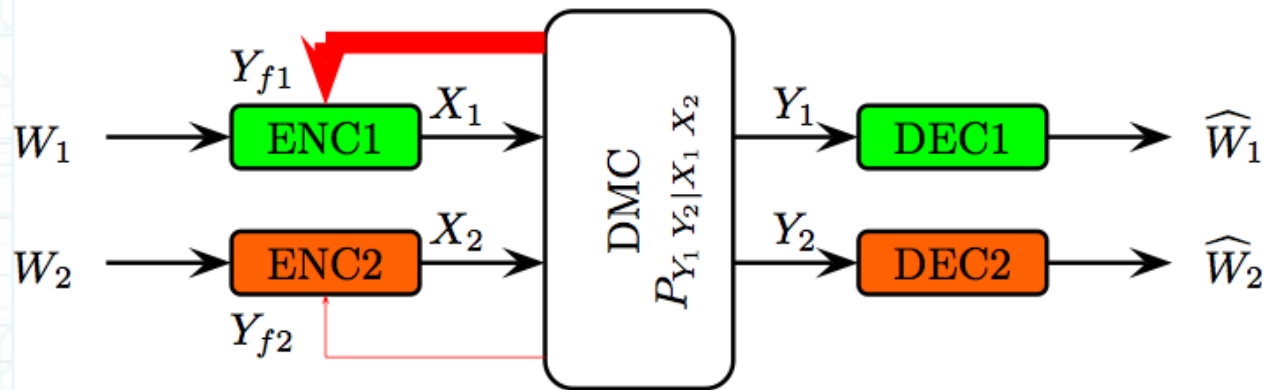 Y_{f1}
W_1
ENC1
X_1
DMC
P_{Y_1 Y_2|X_1 X_2}
Y_1
DEC1
\widehat{W}_1
W_2
ENC2
X_2
Y_2
DEC2
\widehat{W}_2
Y_{f2}